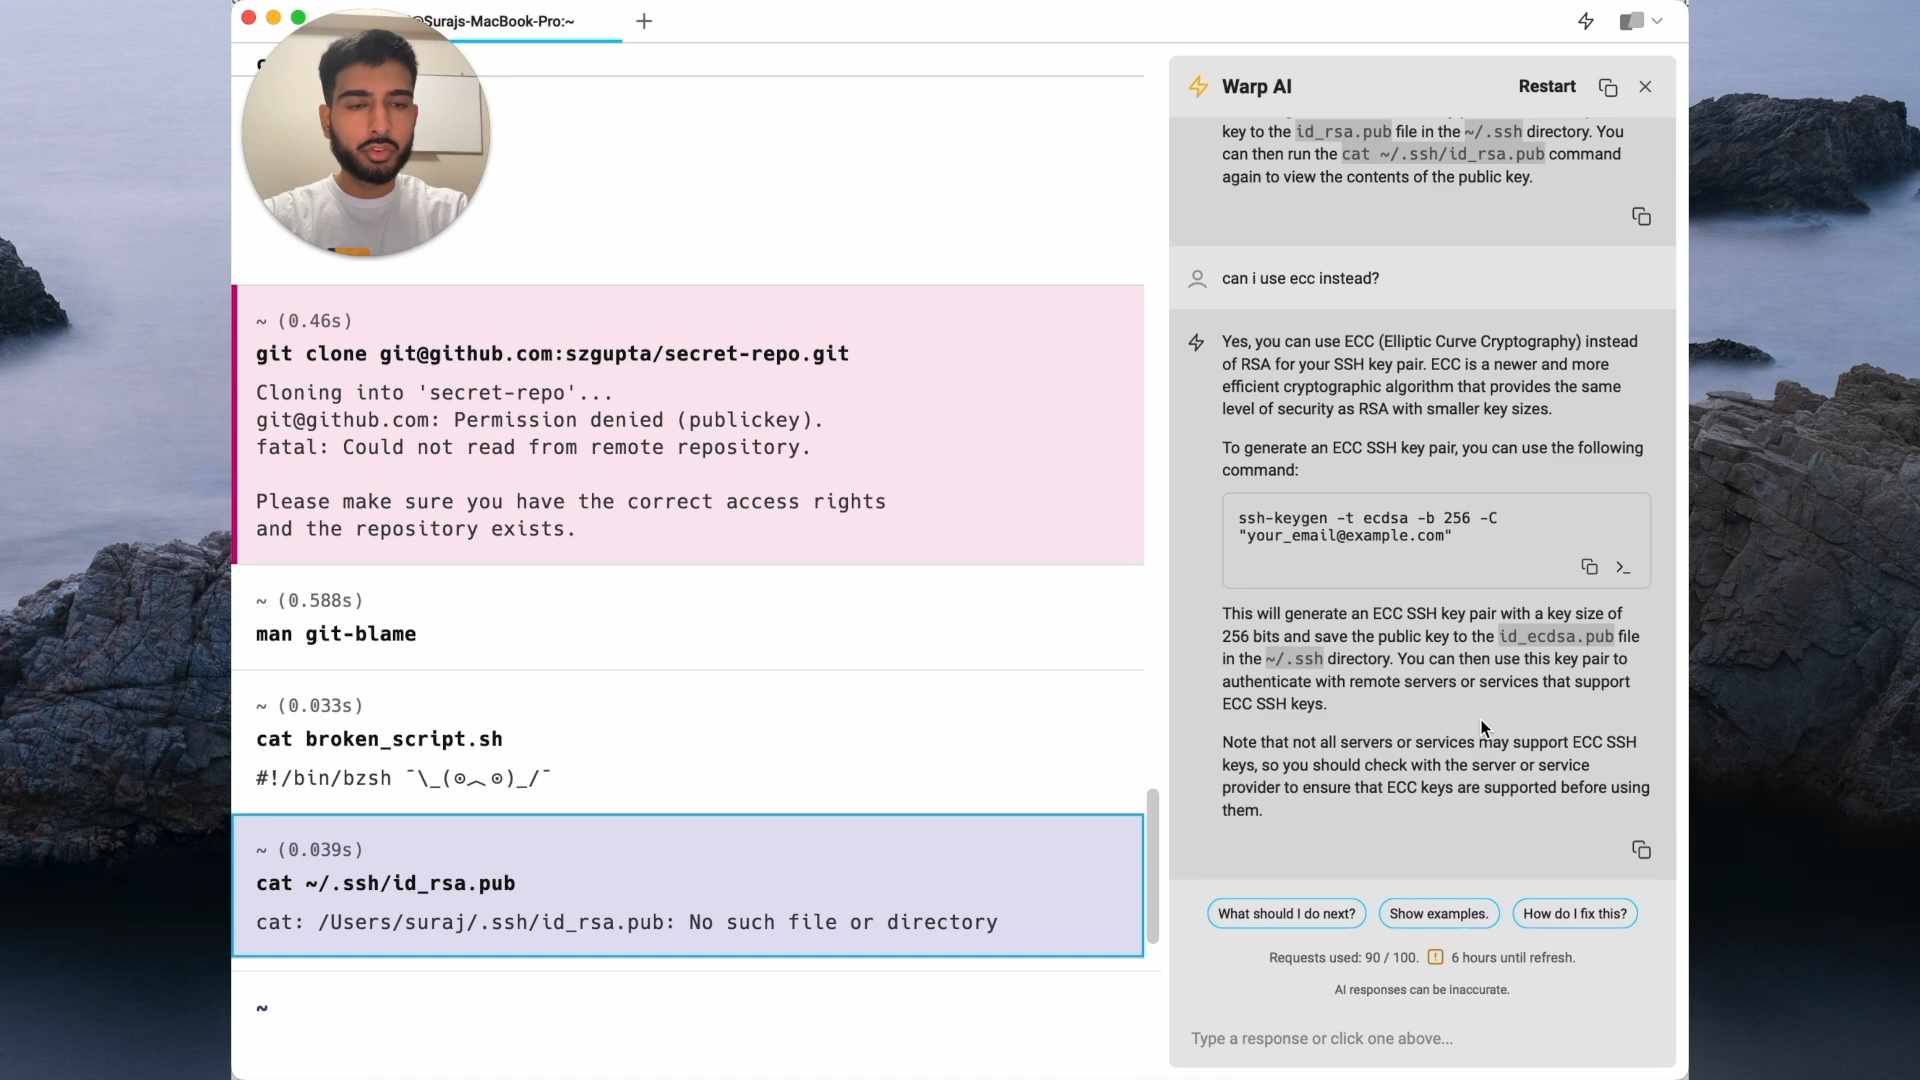 @Surajs-MacBook-Pro:~
~ (0.46s)
git clone git@github.com:szgupta/secret-repo.git
Cloning into 'secret-repo'...
git@github.com: Permission denied (publickey).
fatal: Could not read from remote repository.
Please make sure you have the correct access rights
and the repository exists.
~ (0.588s)
man git-blame
~ (0.033s)
cat broken_script.sh
#!/bin/bzsh ¯\_(⊙︿⊙)_/¯
~ (0.039s)
cat ~/.ssh/id_rsa.pub
cat: /Users/suraj/.ssh/id_rsa.pub: No such file or directory
~
Warp AI
Restart
key to the id_rsa.pub file in the ~/.ssh directory. You
can then run the cat ~/.ssh/id_rsa.pub command
again to view the contents of the public key.
can i use ecc instead?
Yes, you can use ECC (Elliptic Curve Cryptography) instead
of RSA for your SSH key pair. ECC is a newer and more
efficient cryptographic algorithm that provides the same
level of security as RSA with smaller key sizes.
To generate an ECC SSH key pair, you can use the following
command:
ssh-keygen -t ecdsa -b 256 -C
"your_email@example.com"
This will generate an ECC SSH key pair with a key size of
256 bits and save the public key to the id_ecdsa.pub file
in the ~/.ssh directory. You can then use this key pair to
authenticate with remote servers or services that support
ECC SSH keys.
Note that not all servers or services may support ECC SSH
keys, so you should check with the server or service
provider to ensure that ECC keys are supported before using
them.
What should I do next?
Show examples.
How do I fix this?
Requests used: 90 / 100. 6 hours until refresh.
AI responses can be inaccurate.
Type a response or click one above...